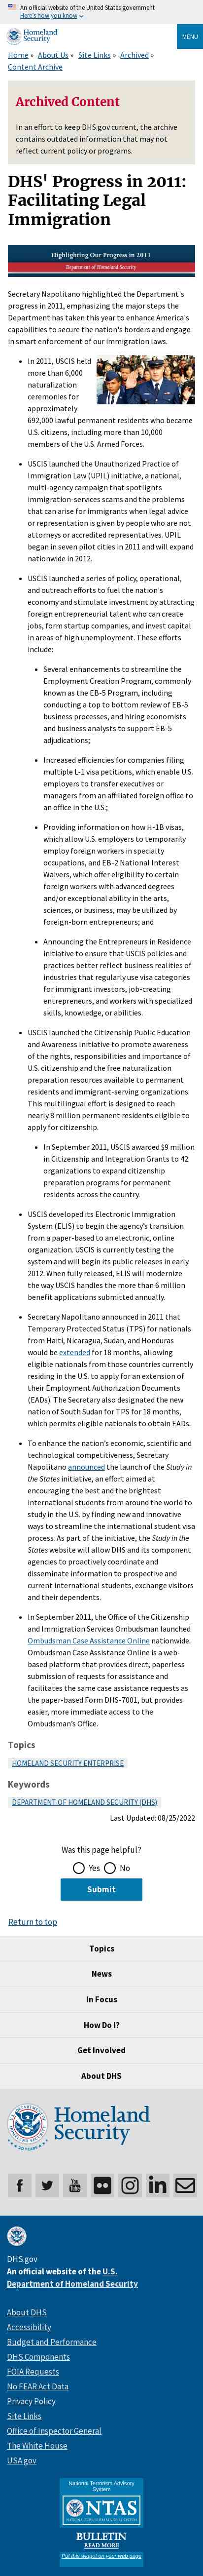 An official website of the United States government
Here's how you know
Homeland
Security
MENU
Home » About Us » Site Links » Archived »
Content Archive
Archived Content
In an effort to keep DHS.gov current, the archive
contains outdated information that may not
reflect current policy or programs.
DHS' Progress in 2011:
Facilitating Legal
Immigration
Highlighting Our Progress in 2011
Department of Homeland Security
Secretary Napolitano highlighted the Department's
progress in 2011, emphasizing the major steps the
Department has taken this year to enhance America's
capabilities to secure the nation's borders and engage
in smart enforcement of our immigration laws.
• In 2011, USCIS held
more than 6,000
naturalization
ceremonies for
approximately
692,000 lawful permanent residents who became
U.S. citizens, including more than 10,000
members of the U.S. Armed Forces.
• USCIS launched the Unauthorized Practice of
Immigration Law (UPIL) initiative, a national,
multi-agency campaign that spotlights
immigration-services scams and the problems
that can arise for immigrants when legal advice
or representation is given by people who are not
attorneys or accredited representatives. UPIL
began in seven pilot cities in 2011 and will expand
nationwide in 2012.
• USCIS launched a series of policy, operational,
and outreach efforts to fuel the nation's
economy and stimulate investment by attracting
foreign entrepreneurial talent who can create
jobs, form startup companies, and invest capital
in areas of high unemployment. These efforts
include:
• Several enhancements to streamline the
Employment Creation Program, commonly
known as the EB-5 Program, including
conducting a top to bottom review of EB-5
business processes, and hiring economists
and business analysts to support EB-5
adjudications;
• Increased efficiencies for companies filing
multiple L-1 visa petitions, which enable U.S.
employers to transfer executives or
managers from an affiliated foreign office to
an office in the U.S.;
• Providing information on how H-1B visas,
which allow U.S. employers to temporarily
employ foreign workers in specialty
occupations, and EB-2 National Interest
Waivers, which offer visas to certain
foreign workers with advanced degrees
and/or exceptional ability in the arts,
sciences, or business, may be utilized by
foreign-born entrepreneurs; and
• Announcing the Entrepreneurs in Residence
initiative to ensure that USCIS policies and
practices better reflect business realities of
industries that regularly use visa categories
for immigrant investors, job-creating
entrepreneurs, and workers with specialized
skills, knowledge, or abilities.
• USCIS launched the Citizenship Public Education
and Awareness Initiative to promote awareness
of the rights, responsibilities and importance of
U.S. citizenship and the free naturalization
preparation resources available to permanent
residents and immigrant-serving organizations.
This multilingual effort is designed to reach
nearly 8 million permanent residents eligible to
apply for citizenship.
• In September 2011, USCIS awarded $9 million
in Citizenship and Integration Grants to 42
organizations to expand citizenship
preparation programs for permanent
residents across the country.
• USCIS developed its Electronic Immigration
System (ELIS) to begin the agency's transition
from a paper-based to an electronic, online
organization. USCIS is currently testing the
system and will begin its public releases in early
2012. When fully released, ELIS will modernize
the way USCIS handles the more than 6 million
benefit applications submitted annually.
• Secretary Napolitano announced in 2011 that
Temporary Protected Status (TPS) for nationals
from Haiti, Nicaragua, Sudan, and Honduras
would be extended for 18 months, allowing
eligible nationals from those countries currently
residing in the U.S. to apply for an extension of
their Employment Authorization Documents
(EADs). The Secretary also designated the new
nation of South Sudan for TPS for 18 months,
which permits eligible nationals to obtain EADs.
• To enhance the nation's economic, scientific and
technological competitiveness, Secretary
Napolitano announced the launch of the Study in
the States initiative, an effort aimed at
encouraging the best and the brightest
international students from around the world to
study in the U.S. by finding new and innovative
ways to streamline the international student visa
process. As part of the initiative, the Study in the
States website will allow DHS and its component
agencies to proactively coordinate and
disseminate information to prospective and
current students, exchange visitors and their
dependents.
• In September 2011, the Office of the Citizenship
and Immigration Services Ombudsman launched
Ombudsman Case Assistance Online nationwide.
Ombudsman Case Assistance Online is a web-
based platform that provides direct, paperless
submission of requests for assistance and
facilitates the transition of requests made via
the paper-based Form DHS-7001, but expects
this program to eventually increase the
accessibility and responsiveness of the
Ombudsman's Office.
Topics
HOMELAND SECURITY ENTERPRISE
Keywords
DEPARTMENT OF HOMELAND SECURITY (DHS)
Last Updated: 08/25/2022
Was this page helpful?
Yes No
Submit
Return to top
Topics
News
In Focus
How Do I?
Get Involved
About DHS
Homeland
Security
20 YEARS
DHS.gov
An official website of the U.S.
Department of Homeland Security
About DHS
Accessibility
Budget and Performance
DHS Components
FOIA Requests
No FEAR Act Data
Privacy Policy
Site Links
Office of Inspector General
The White House
USA.gov
National Terrorism Advisory
System
NTAS
NATIONAL TERRORISM ADVISORY SYSTEM
BULLETIN
READ MORE
Put this widget on your web page